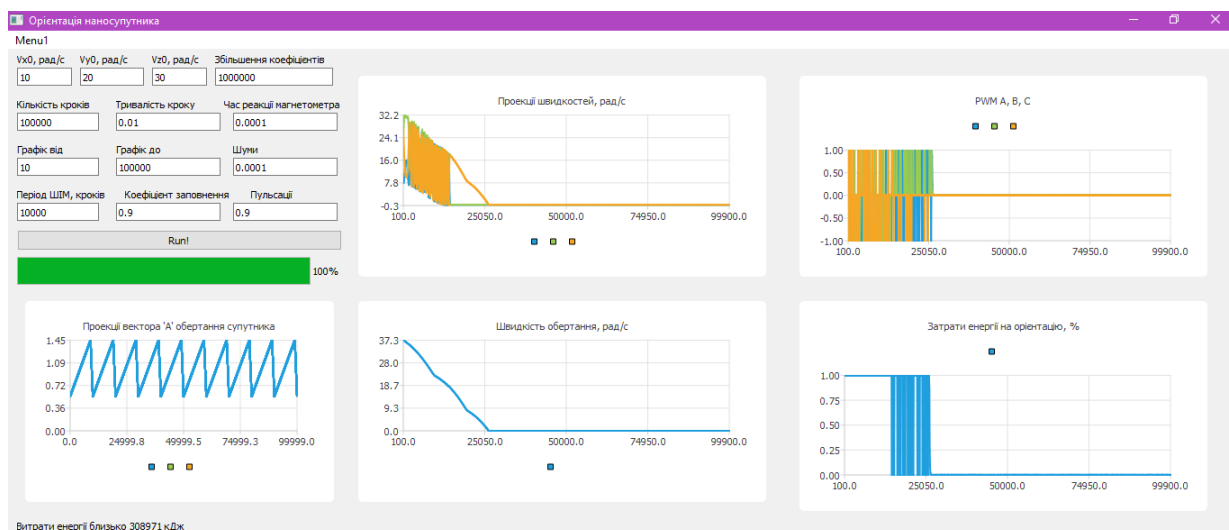 Орієнтація наносупутника
Menu1
Vx0, рад/с Vy0, рад/с Vz0, рад/с Збільшення коефіцієнтів
10 20 30 1000000
Кількість кроків Тривалість кроку Час реакції магнетометра
100000 0.01 0.0001
Графік від Графік до Шуми
10 100000 0.0001
Період ШІМ, кроків Коефіцієнт заповнення Пульсації
10000 0.9 0.9
Run!
100%
Проекції швидкостей, рад/с
32.2
24.1
16.0
7.8
-0.3
100.0 25050.0 50000.0 74950.0 99900.0
PWM A, B, C
1.00
0.50
0.00
-0.50
-1.00
100.0 25050.0 50000.0 74950.0 99900.0
Проекції вектора 'A' обертання супутника
1.45
1.09
0.72
0.36
0.00
0.0 24999.8 49999.5 74999.3 99999.0
Швидкість обертання, рад/с
37.3
28.0
18.7
9.3
0.0
100.0 25050.0 50000.0 74950.0 99900.0
Затрати енергії на орієнтацію, %
1.00
0.75
0.50
0.25
0.00
100.0 25050.0 50000.0 74950.0 99900.0
Витрати енергії близько 308971 кДж